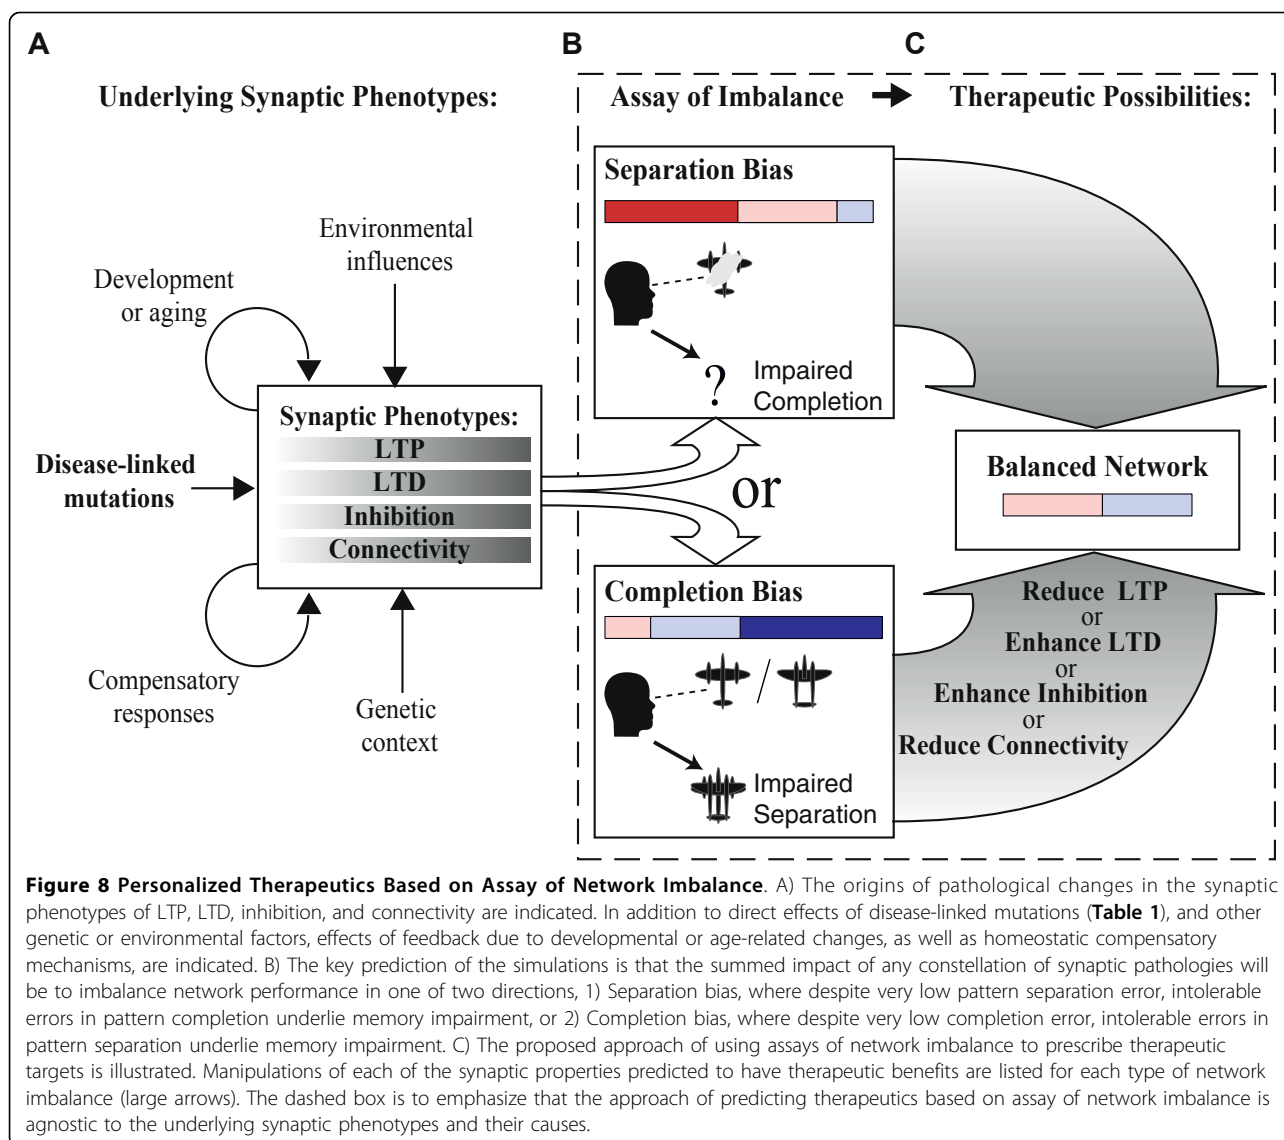 A
B
C
Underlying Synaptic Phenotypes:
Assay of Imbalance
Therapeutic Possibilities:
Development
or aging
Environmental
influences
Disease-linked
mutations
Synaptic Phenotypes:
LTP
LTD
Inhibition
Connectivity
Compensatory
responses
Genetic
context
Separation Bias
?
Impaired
Completion
or
Completion Bias
/
Impaired
Separation
Balanced Network
Reduce LTP
or
Enhance LTD
or
Enhance Inhibition
or
Reduce Connectivity
Figure 8 Personalized Therapeutics Based on Assay of Network Imbalance. A) The origins of pathological changes in the synaptic
phenotypes of LTP, LTD, inhibition, and connectivity are indicated. In addition to direct effects of disease-linked mutations (Table 1), and other
genetic or environmental factors, effects of feedback due to developmental or age-related changes, as well as homeostatic compensatory
mechanisms, are indicated. B) The key prediction of the simulations is that the summed impact of any constellation of synaptic pathologies will
be to imbalance network performance in one of two directions, 1) Separation bias, where despite very low pattern separation error, intolerable
errors in pattern completion underlie memory impairment, or 2) Completion bias, where despite very low completion error, intolerable errors in
pattern separation underlie memory impairment. C) The proposed approach of using assays of network imbalance to prescribe therapeutic
targets is illustrated. Manipulations of each of the synaptic properties predicted to have therapeutic benefits are listed for each type of network
imbalance (large arrows). The dashed box is to emphasize that the approach of predicting therapeutics based on assay of network imbalance is
agnostic to the underlying synaptic phenotypes and their causes.